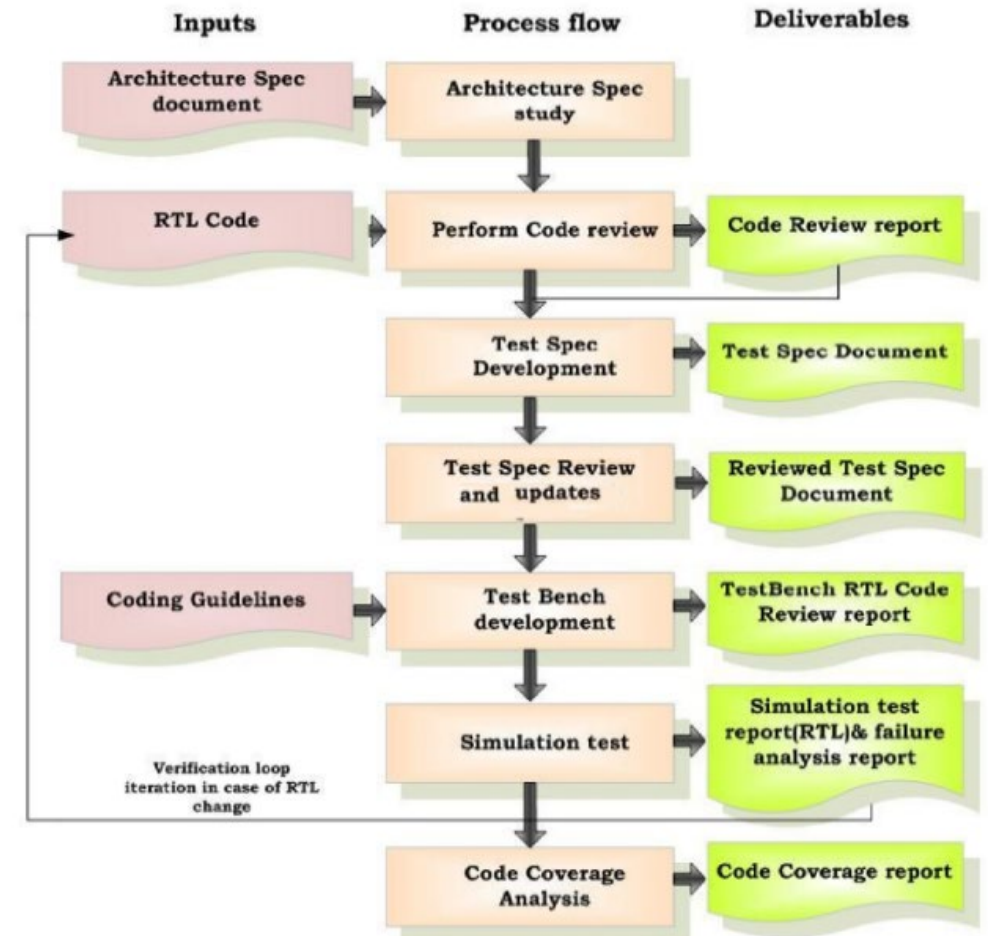 Inputs
Process flow
Deliverables
Architecture Spec
document
Architecture Spec
study
RTL Code
Perform Code review
Code Review report
Test Spec
Development
Test Spec Document
Test Spec Review
and updates
Reviewed Test Spec
Document
Coding Guidelines
Test Bench
development
TestBench RTL Code
Review report
Simulation test
Simulation test
report(RTL)& failure
analysis report
Verification loop
iteration in case of RTL
change
Code Coverage
Analysis
Code Coverage report